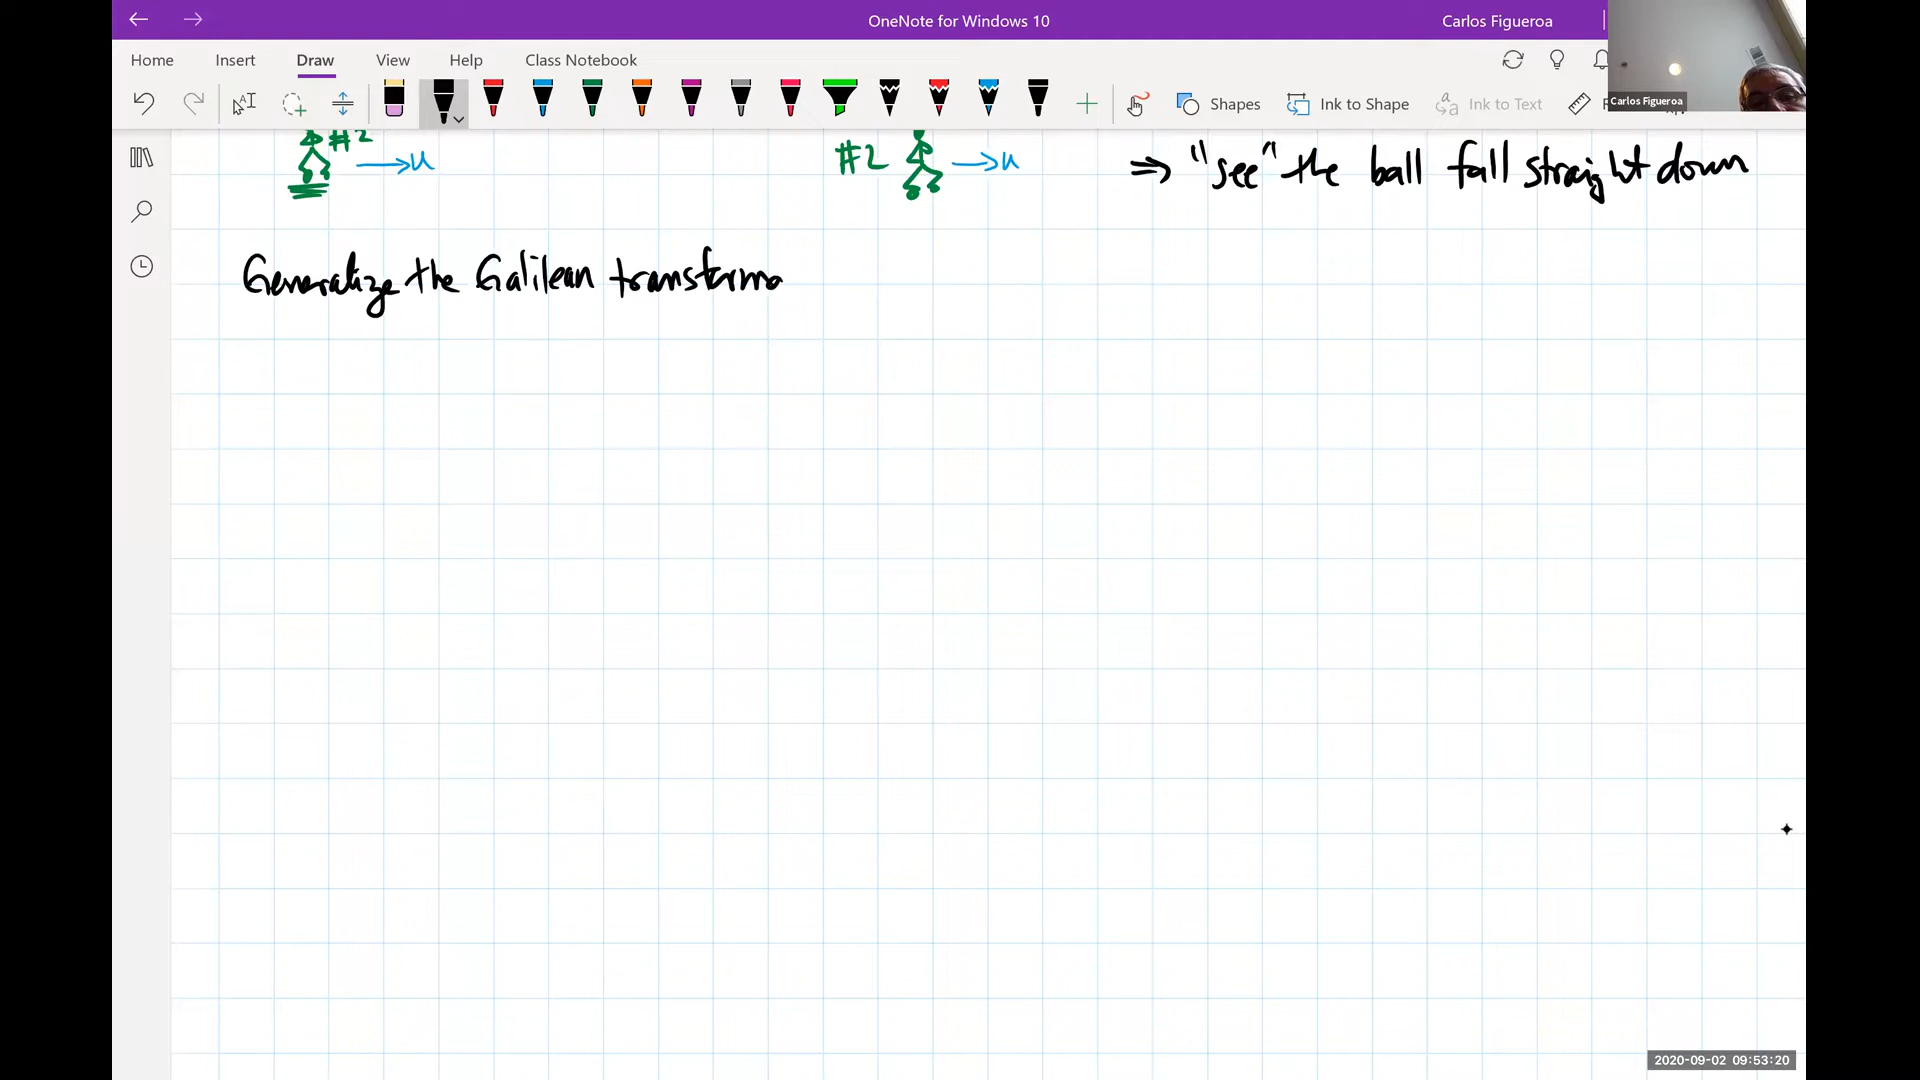 OneNote for Windows 10
Carlos Figueroa
Home Insert Draw View Help Class Notebook
Shapes Ink to Shape Ink to Text
Carlos Figueroa
#2 →u #2 →u ⇒ "see" the ball fall straight down
Generalize the Galilean transforma
2020-09-02 09:53:20